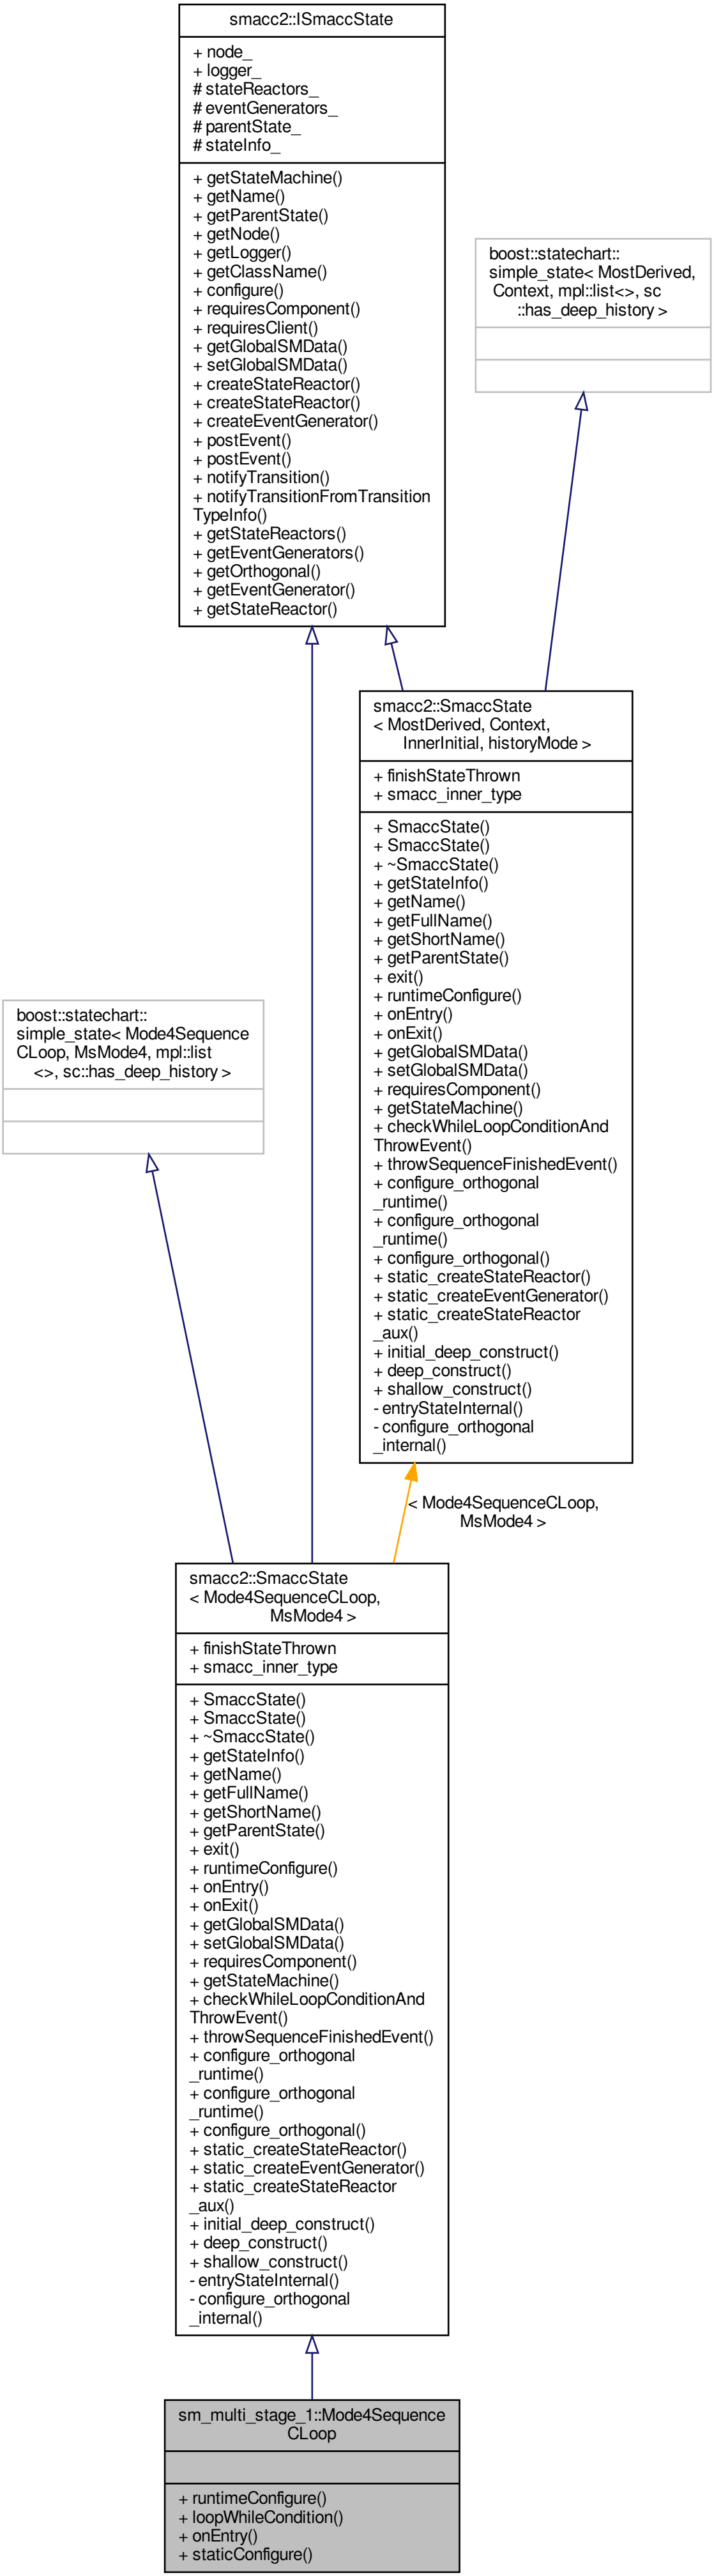 smacc2::ISmaccState
+ node_
+ logger_
# stateReactors_
# eventGenerators_
# parentState_
# stateInfo_
+ getStateMachine()
+ getName()
+ getParentState()
+ getNode()
+ getLogger()
+ getClassName()
+ configure()
+ requiresComponent()
+ requiresClient()
+ getGlobalSMData()
+ setGlobalSMData()
+ createStateReactor()
+ createStateReactor()
+ createEventGenerator()
+ postEvent()
+ postEvent()
+ notifyTransition()
+ notifyTransitionFromTransition
TypeInfo()
+ getStateReactors()
+ getEventGenerators()
+ getOrthogonal()
+ getEventGenerator()
+ getStateReactor()
boost::statechart::
simple_state< MostDerived,
Context, mpl::list<>, sc
::has_deep_history >
smacc2::SmaccState
< MostDerived, Context,
InnerInitial, historyMode >
+ finishStateThrown
+ smacc_inner_type
+ SmaccState()
+ SmaccState()
+ ~SmaccState()
+ getStateInfo()
+ getName()
+ getFullName()
+ getShortName()
+ getParentState()
+ exit()
+ runtimeConfigure()
+ onEntry()
+ onExit()
+ getGlobalSMData()
+ setGlobalSMData()
+ requiresComponent()
+ getStateMachine()
+ checkWhileLoopConditionAnd
ThrowEvent()
+ throwSequenceFinishedEvent()
+ configure_orthogonal
_runtime()
+ configure_orthogonal
_runtime()
+ configure_orthogonal()
+ static_createStateReactor()
+ static_createEventGenerator()
+ static_createStateReactor
_aux()
+ initial_deep_construct()
+ deep_construct()
+ shallow_construct()
- entryStateInternal()
- configure_orthogonal
_internal()
boost::statechart::
simple_state< Mode4Sequence
CLoop, MsMode4, mpl::list
<>, sc::has_deep_history >
< Mode4SequenceCLoop,
MsMode4 >
smacc2::SmaccState
< Mode4SequenceCLoop,
MsMode4 >
+ finishStateThrown
+ smacc_inner_type
+ SmaccState()
+ SmaccState()
+ ~SmaccState()
+ getStateInfo()
+ getName()
+ getFullName()
+ getShortName()
+ getParentState()
+ exit()
+ runtimeConfigure()
+ onEntry()
+ onExit()
+ getGlobalSMData()
+ setGlobalSMData()
+ requiresComponent()
+ getStateMachine()
+ checkWhileLoopConditionAnd
ThrowEvent()
+ throwSequenceFinishedEvent()
+ configure_orthogonal
_runtime()
+ configure_orthogonal
_runtime()
+ configure_orthogonal()
+ static_createStateReactor()
+ static_createEventGenerator()
+ static_createStateReactor
_aux()
+ initial_deep_construct()
+ deep_construct()
+ shallow_construct()
- entryStateInternal()
- configure_orthogonal
_internal()
sm_multi_stage_1::Mode4Sequence
CLoop
+ runtimeConfigure()
+ loopWhileCondition()
+ onEntry()
+ staticConfigure()